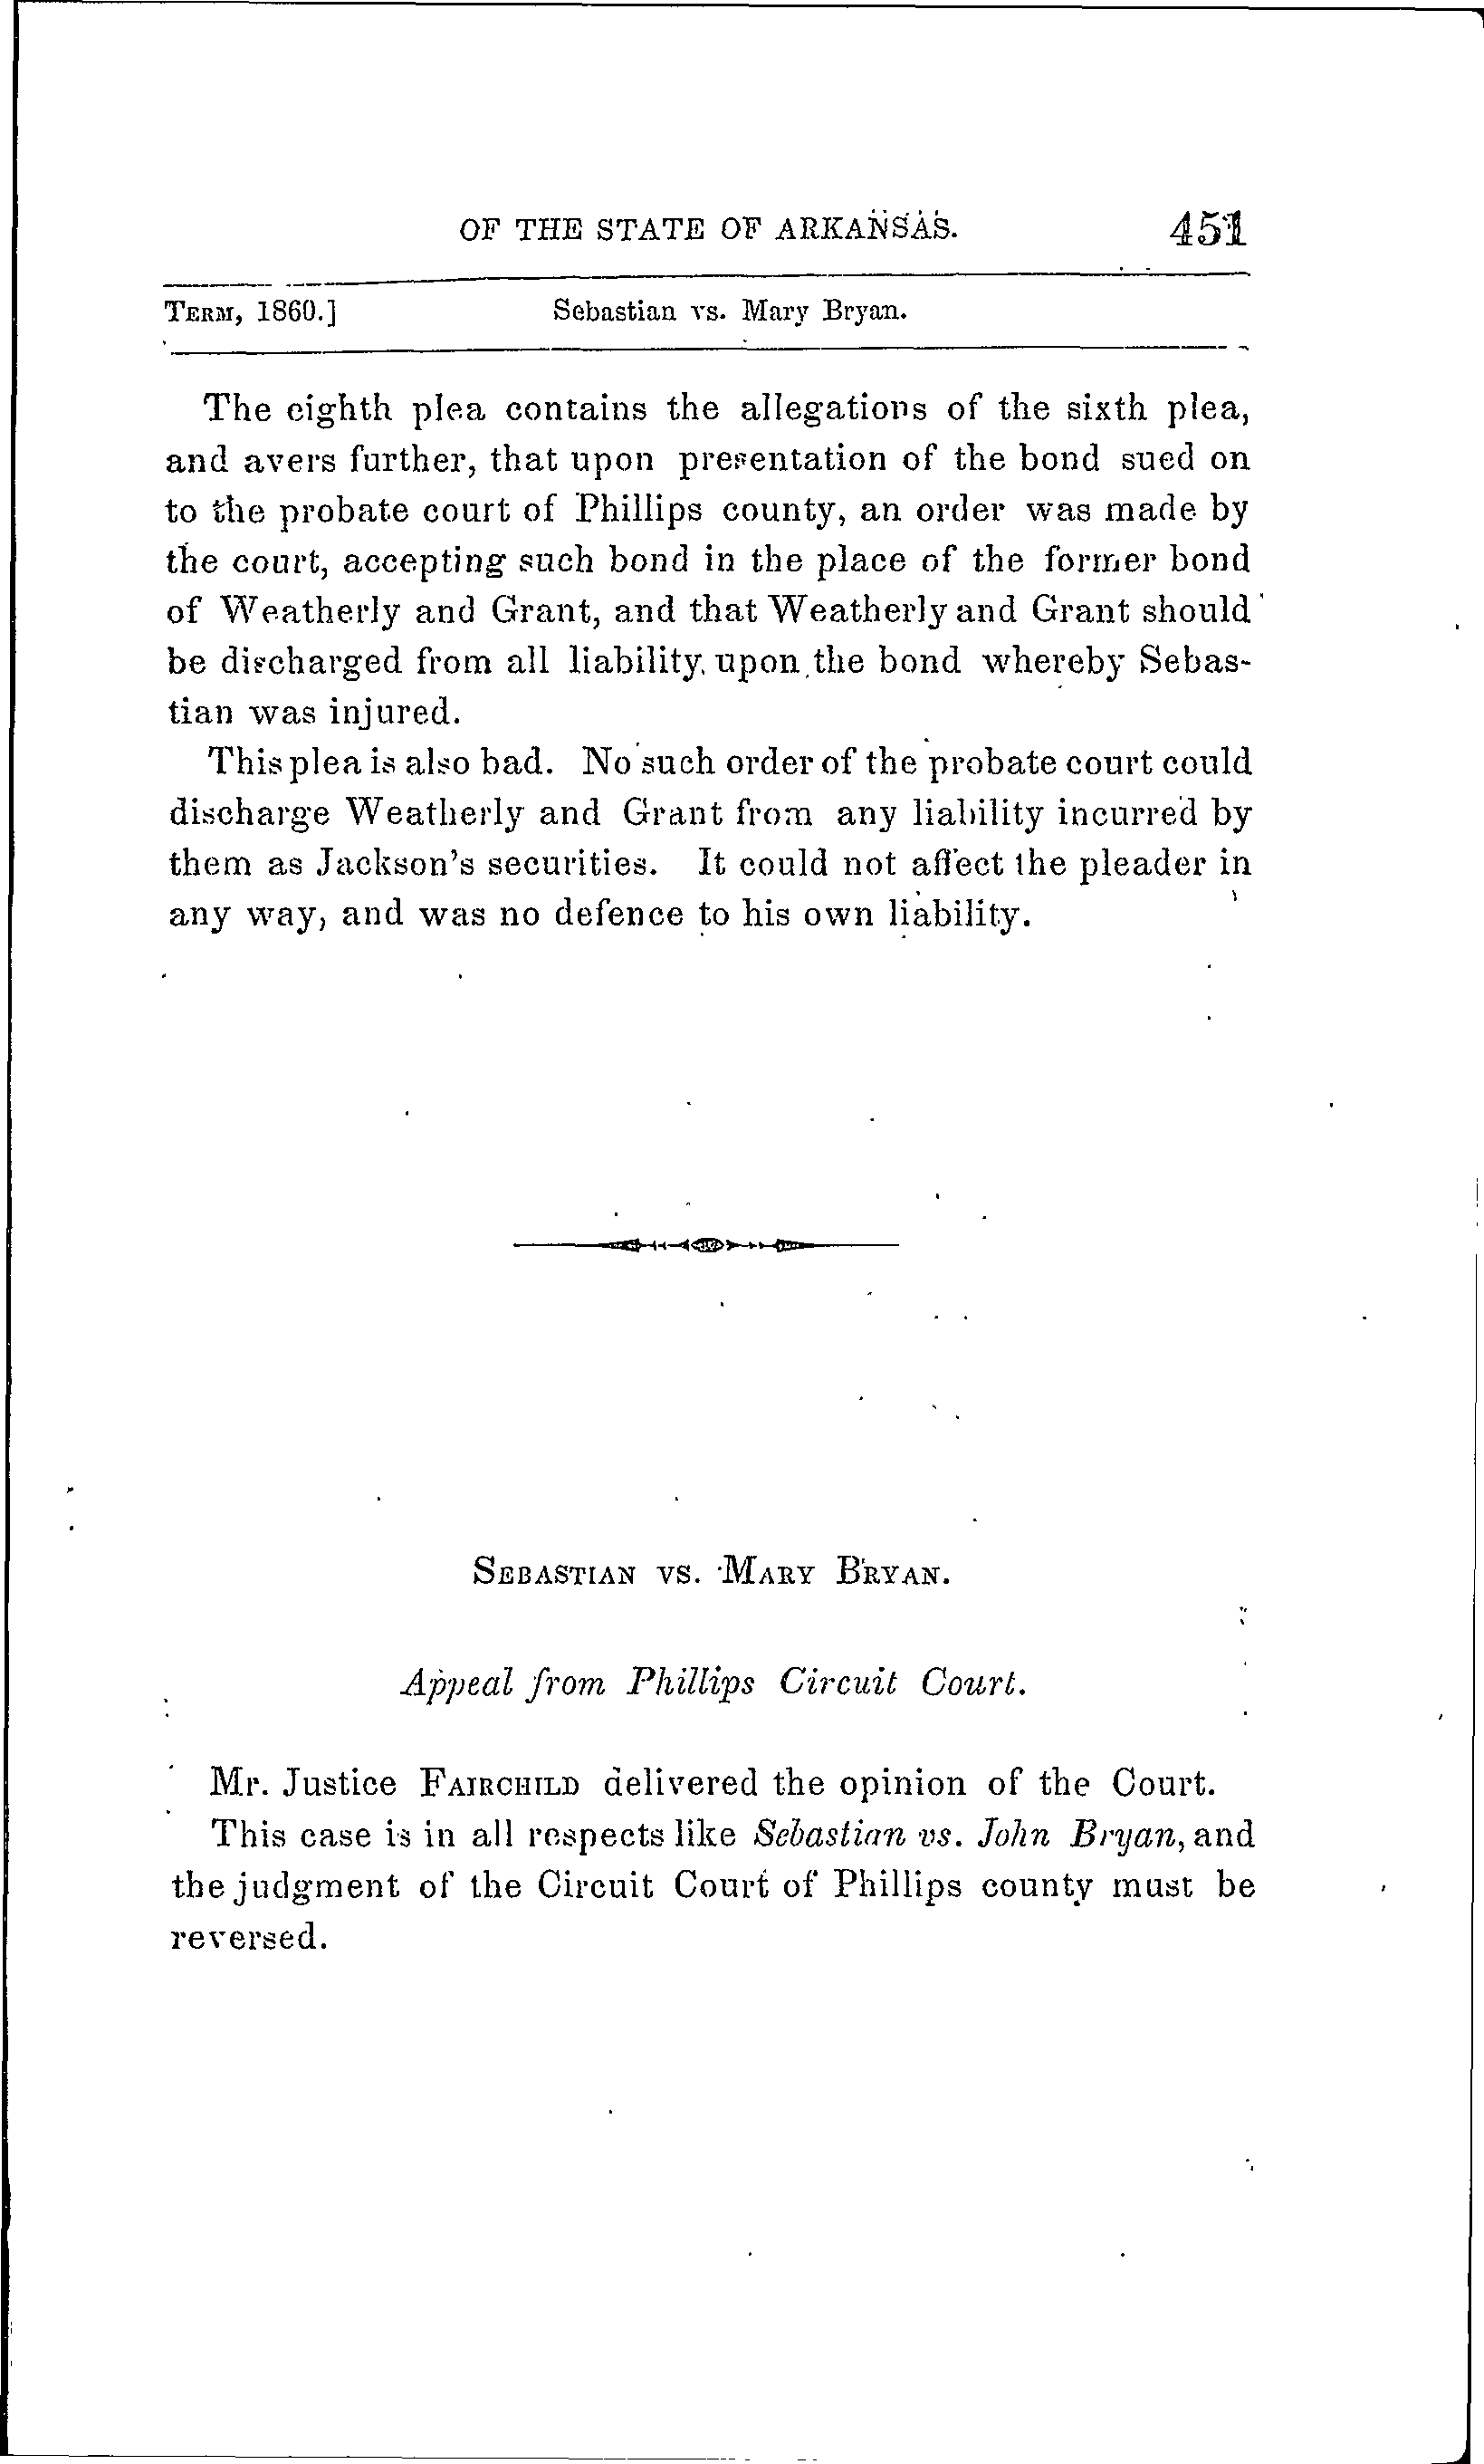 OF THE STATE OF ARKANSAS. 451
TERM, 1860.] Sebastian vs. Mary Bryan.
The eighth plea contains the allegations of the sixth plea,
and avers further, that upon presentation of the bond sued on
to the probate court of Phillips county, an order was made by
the court, accepting such bond in the place of the former bond
of Weatherly and Grant, and that Weatherly and Grant should
be discharged from all liability upon the bond whereby Sebas-
tian was injured.
This plea is also bad. No such order of the probate court could
discharge Weatherly and Grant from any liability incurred by
them as Jackson's securities. It could not affect the pleader in
any way, and was no defence to his own liability.
SEBASTIAN VS. MARY BRYAN.
Appeal from Phillips Circuit Court.
Mr. Justice FAIRCHILD delivered the opinion of the Court.
This case is in all respects like Sebastian vs. John Bryan, and
the judgment of the Circuit Court of Phillips county must be
reversed.